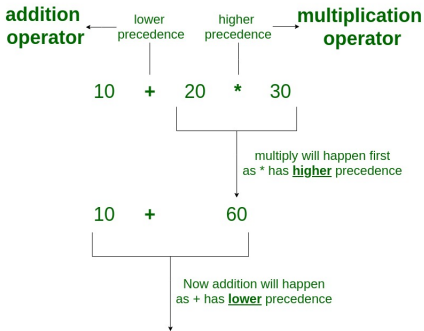 addition
operator
lower
precedence
higher
precedence
multiplication
operator
10 + 20 * 30
multiply will happen first
as * has higher precedence
10 + 60
Now addition will happen
as + has lower precedence